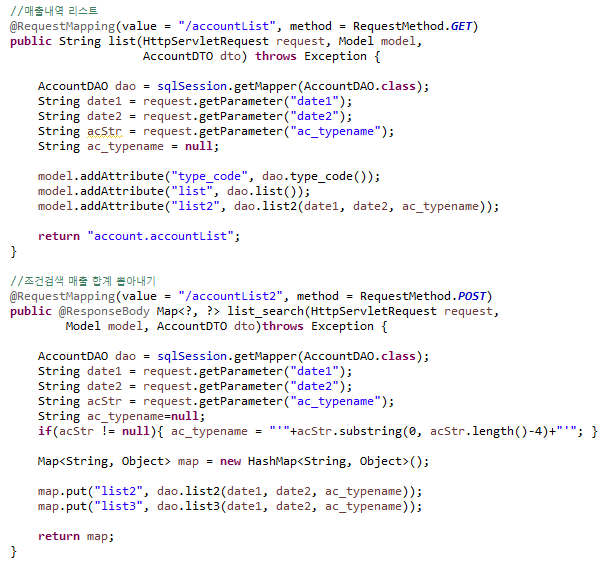 //매출내역 리스트
@RequestMapping(value = "/accountList", method = RequestMethod.GET)
public String list(HttpServletRequest request, Model model,
AccountDTO dto) throws Exception {
AccountDAO dao = sqlSession.getMapper(AccountDAO.class);
String date1 = request.getParameter("date1");
String date2 = request.getParameter("date2");
String acStr = request.getParameter("ac_typename");
String ac_typename = null;
model.addAttribute("type_code", dao.type_code());
model.addAttribute("list", dao.list());
model.addAttribute("list2", dao.list2(date1, date2, ac_typename));
return "account.accountList";
}
//조건검색 매출 합계 뽑아내기
@RequestMapping(value = "/accountList2", method = RequestMethod.POST)
public @ResponseBody Map<?, ?> list_search(HttpServletRequest request,
Model model, AccountDTO dto)throws Exception {
AccountDAO dao = sqlSession.getMapper(AccountDAO.class);
String date1 = request.getParameter("date1");
String date2 = request.getParameter("date2");
String acStr = request.getParameter("ac_typename");
String ac_typename=null;
if(acStr != null){ ac_typename = "'"+acStr.substring(0, acStr.length()-4)+"'"; }
Map<String, Object> map = new HashMap<String, Object>();
map.put("list2", dao.list2(date1, date2, ac_typename));
map.put("list3", dao.list3(date1, date2, ac_typename));
return map;
}